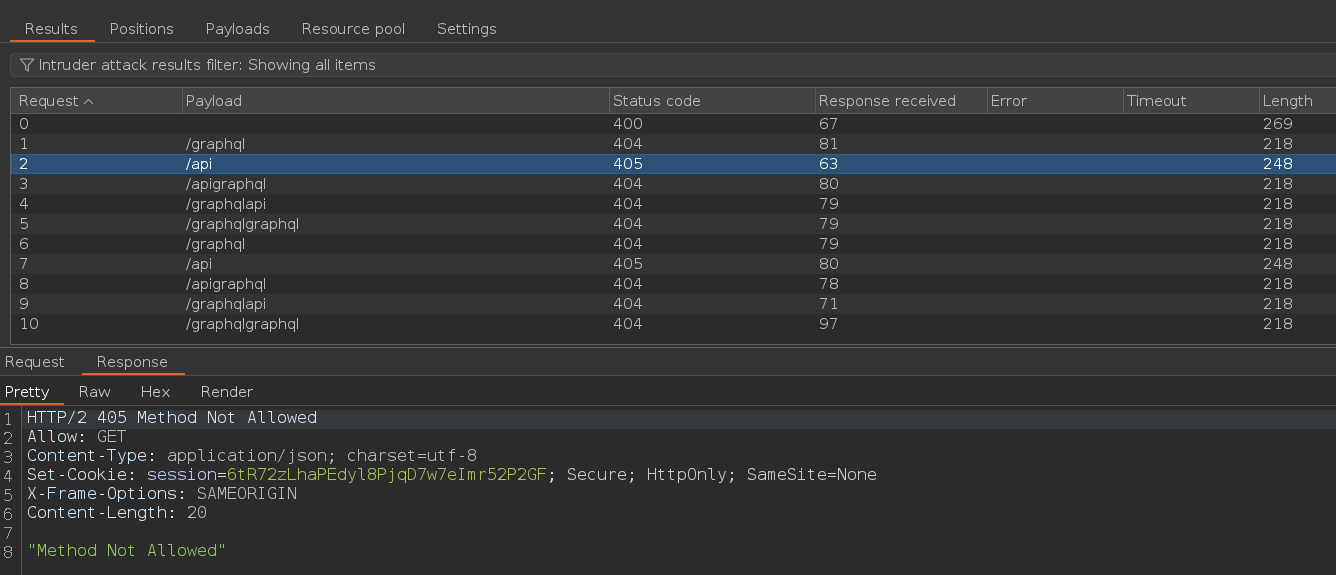 Results Positions Payloads Resource pool Settings
Intruder attack results filter: Showing all items
Request Payload Status code Response received Error Timeout Length
0 400 67 269
1 /graphql 404 81 218
2 /api 405 63 248
3 /apigraphql 404 80 218
4 /graphqlapi 404 79 218
5 /graphqlgraphql 404 79 218
6 /graphql 404 79 218
7 /api 405 80 248
8 /apigraphql 404 78 218
9 /graphqlapi 404 71 218
10 /graphqlgraphql 404 97 218
Request Response
Pretty Raw Hex Render
1 HTTP/2 405 Method Not Allowed
2 Allow: GET
3 Content-Type: application/json; charset=utf-8
4 Set-Cookie: session=6tR72zLhaPEdyl8PjqD7w7eImr52P2GF; Secure; HttpOnly; SameSite=None
5 X-Frame-Options: SAMEORIGIN
6 Content-Length: 20
7
8 "Method Not Allowed"